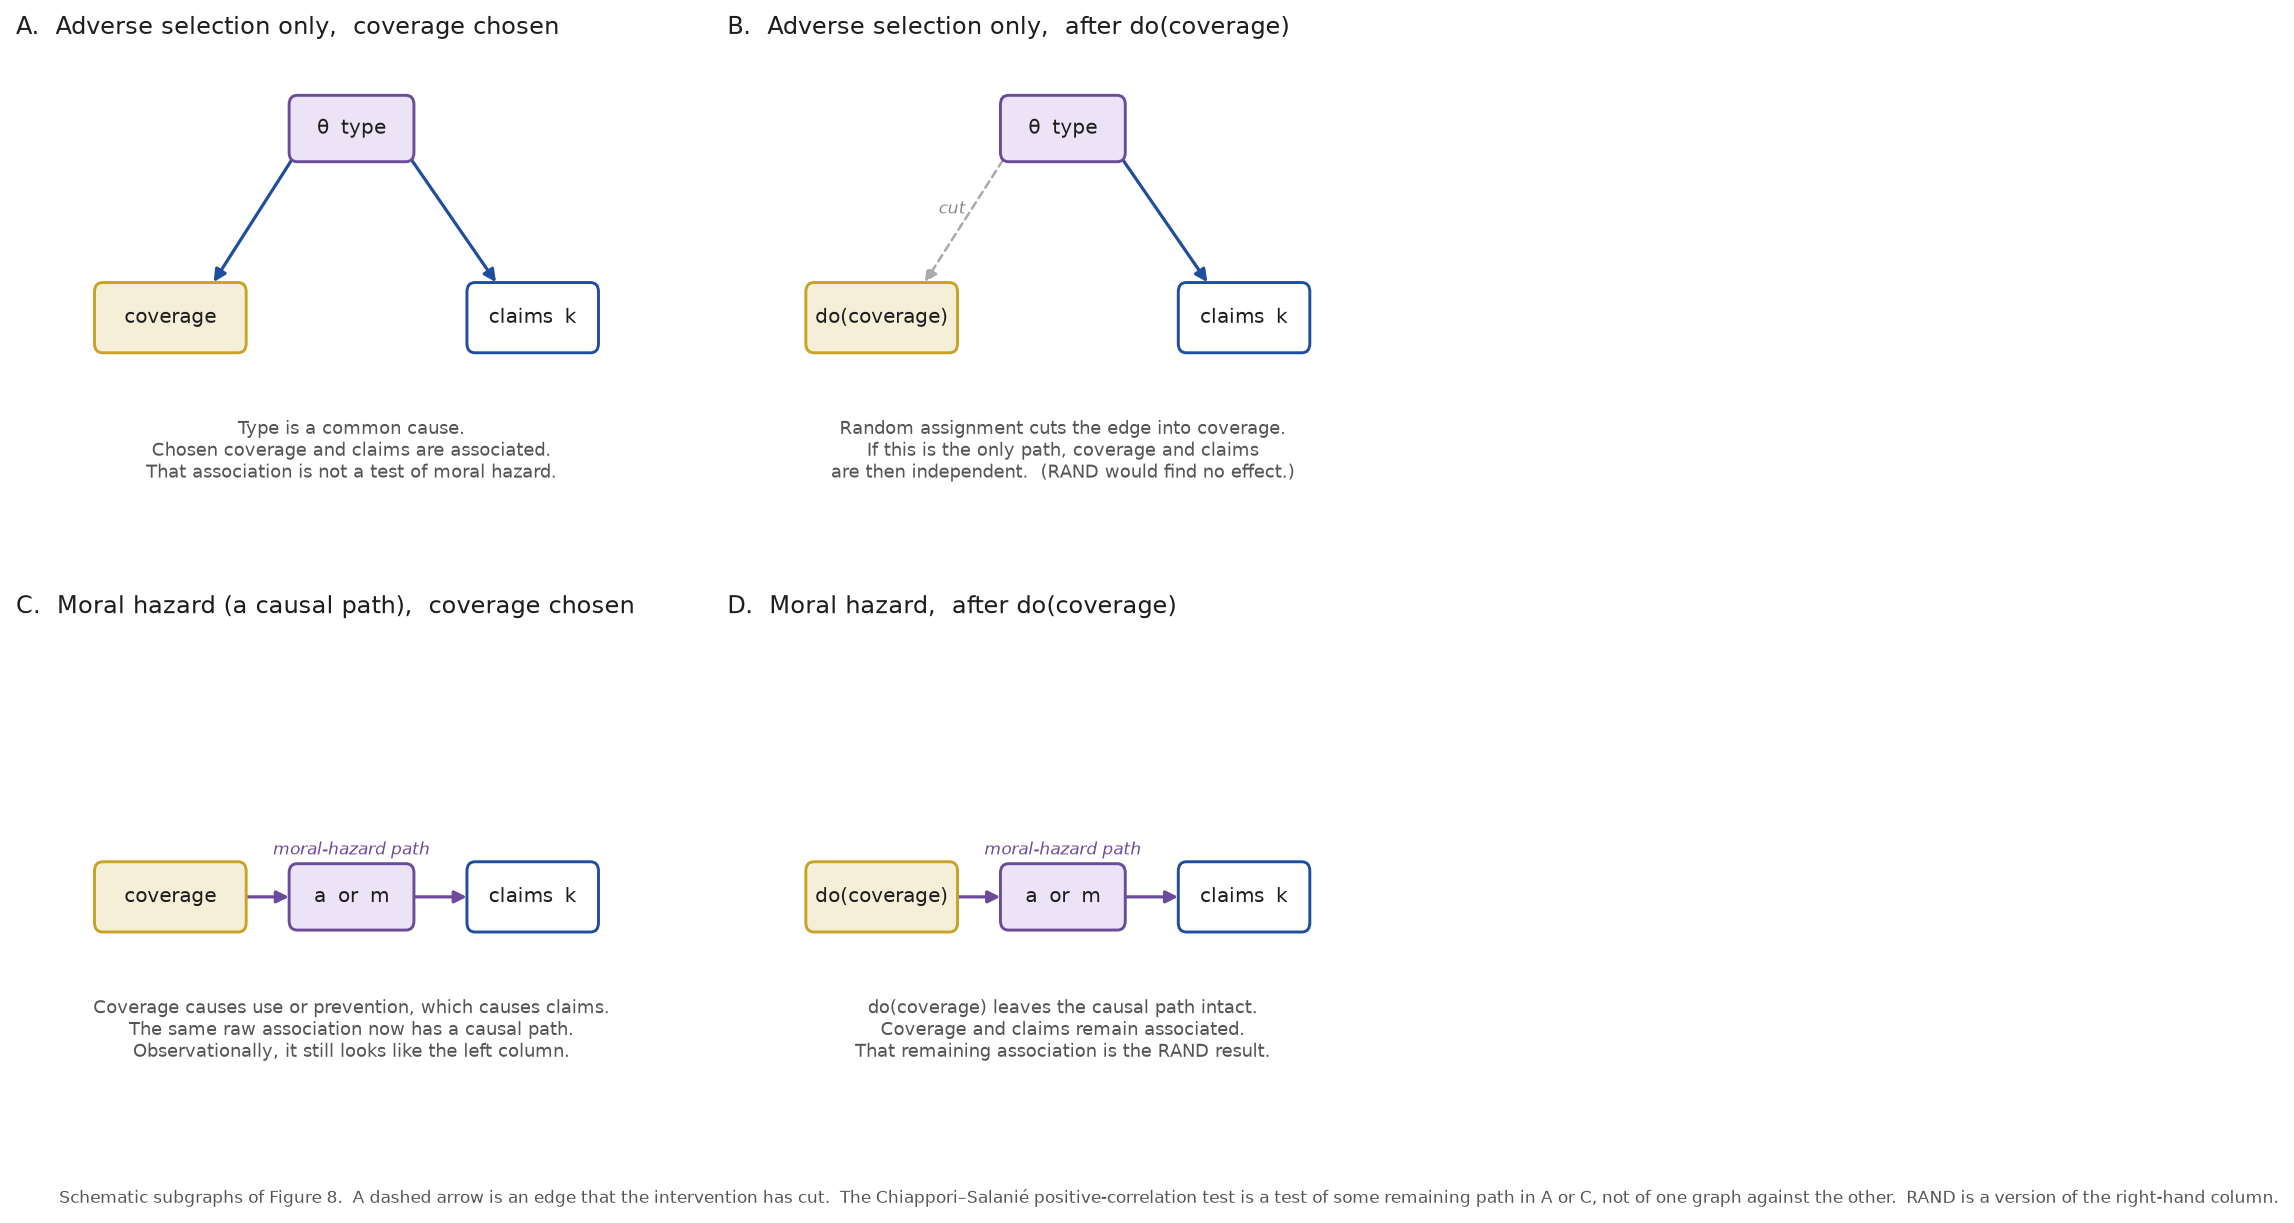 A.  Adverse selection only,  coverage chosen
θ  type
coverage
claims  k
Type is a common cause.
Chosen coverage and claims are associated.
That association is not a test of moral hazard.
B.  Adverse selection only,  after do(coverage)
θ  type
cut
do(coverage)
claims  k
Random assignment cuts the edge into coverage.
If this is the only path, coverage and claims
are then independent.  (RAND would find no effect.)
C.  Moral hazard (a causal path),  coverage chosen
moral-hazard path
coverage
a  or  m
claims  k
Coverage causes use or prevention, which causes claims.
The same raw association now has a causal path.
Observationally, it still looks like the left column.
D.  Moral hazard,  after do(coverage)
moral-hazard path
do(coverage)
a  or  m
claims  k
do(coverage) leaves the causal path intact.
Coverage and claims remain associated.
That remaining association is the RAND result.
Schematic subgraphs of Figure 8.  A dashed arrow is an edge that the intervention has cut.  The Chiappori–Salanié positive-correlation test is a test of some remaining path in A or C, not of one graph against the other.  RAND is a version of the right-hand column.